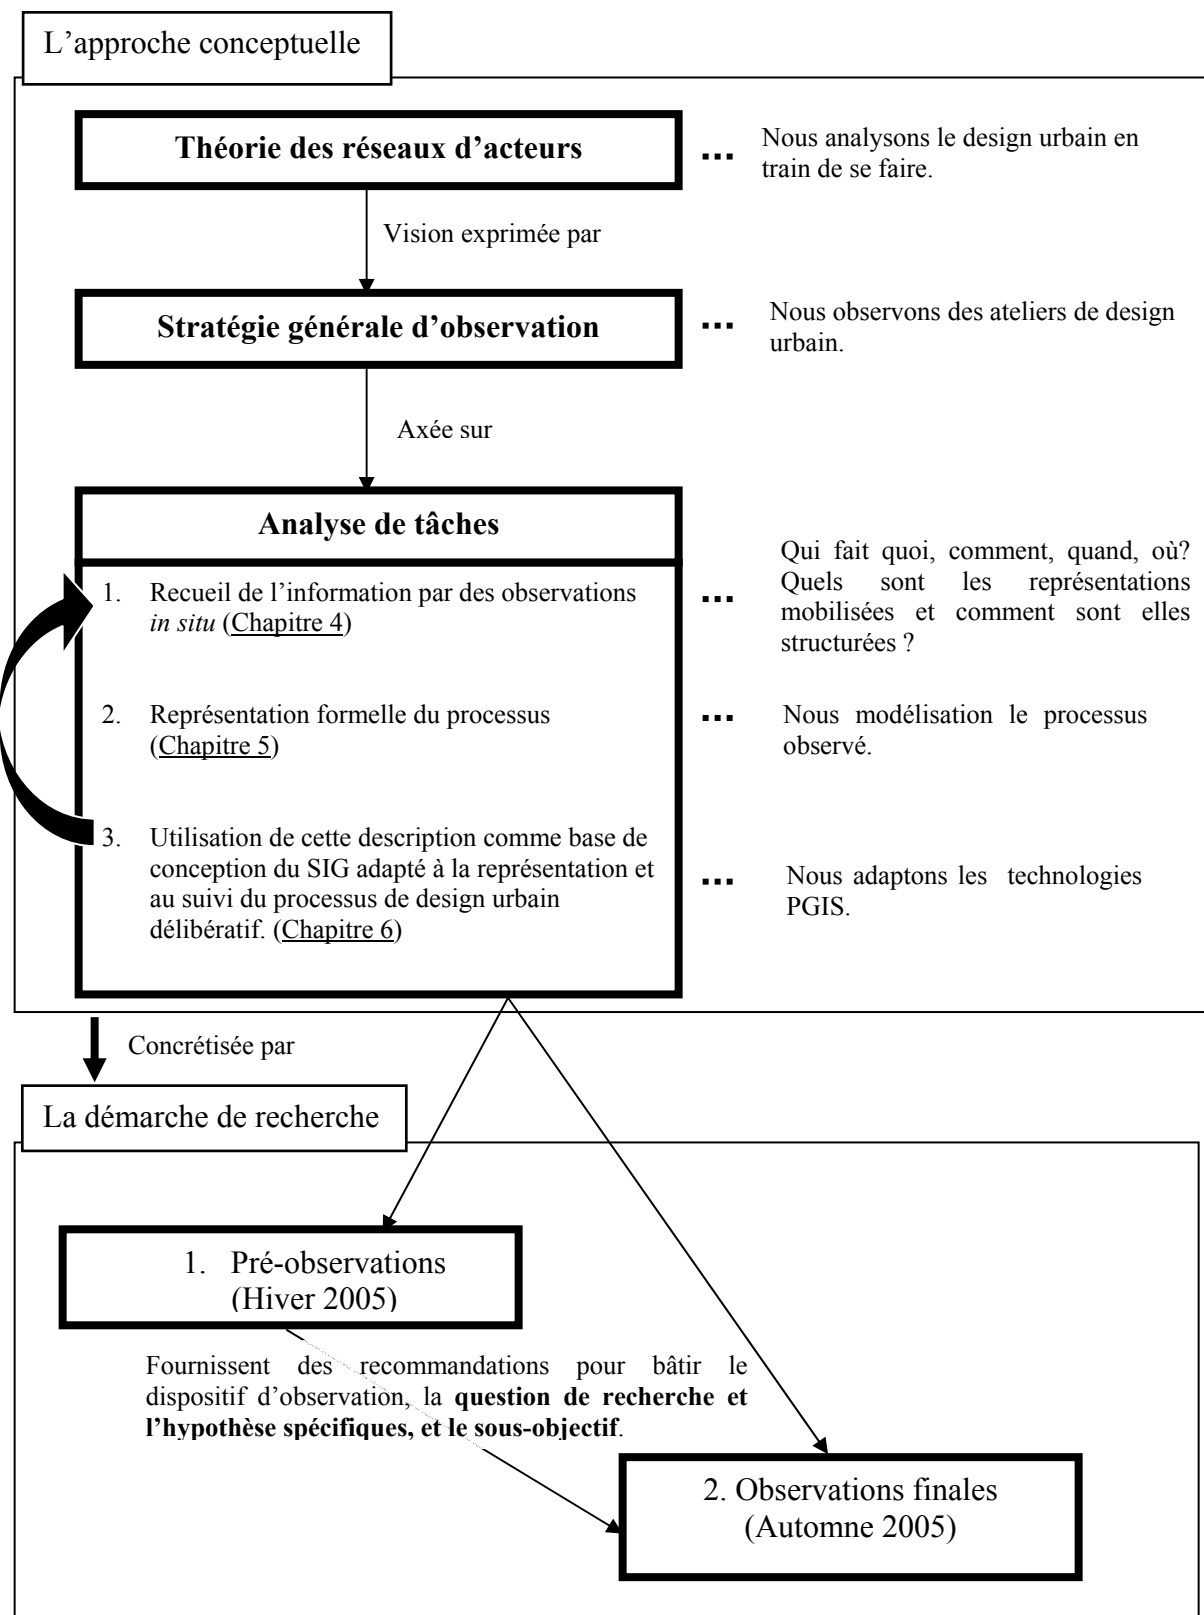 L'approche conceptuelle
Théorie des réseaux d'acteurs
... Nous analysons le design urbain en
train de se faire.
Vision exprimée par
Stratégie générale d'observation
... Nous observons des ateliers de design
urbain.
Axée sur
Analyse de tâches
1. Recueil de l'information par des observations
in situ (Chapitre 4)
... Qui fait quoi, comment, quand, où?
Quels sont les représentations
mobilisées et comment sont elles
structurées ?
2. Représentation formelle du processus
(Chapitre 5)
... Nous modélisation le processus
observé.
3. Utilisation de cette description comme base de
conception du SIG adapté à la représentation et
au suivi du processus de design urbain
délibératif. (Chapitre 6)
... Nous adaptons les technologies
PGIS.
Concrétisée par
La démarche de recherche
1. Pré-observations
(Hiver 2005)
Fournissent des recommandations pour bâtir le
dispositif d'observation, la question de recherche et
l'hypothèse spécifiques, et le sous-objectif.
2. Observations finales
(Automne 2005)